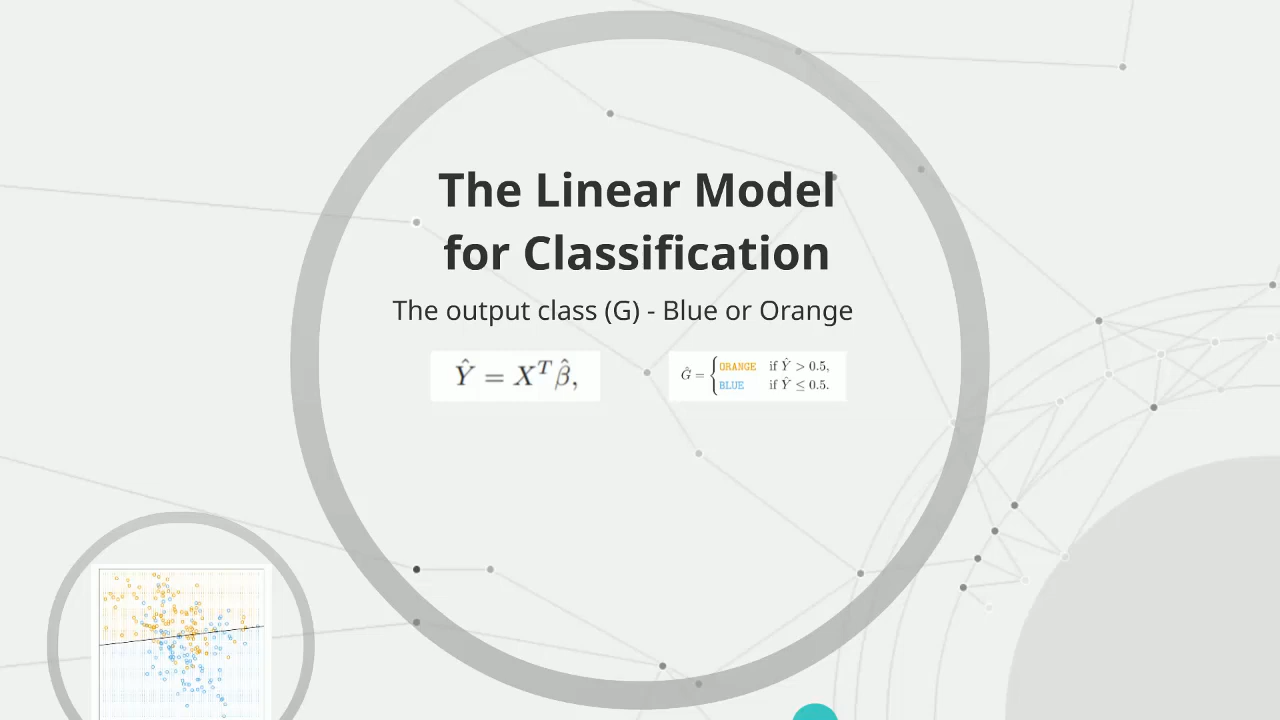 The Linear Model
for Classification
The output class (G) - Blue or Orange
Ŷ = X^T β̂,
Ĝ = { ORANGE if Ŷ > 0.5,
BLUE if Ŷ ≤ 0.5.